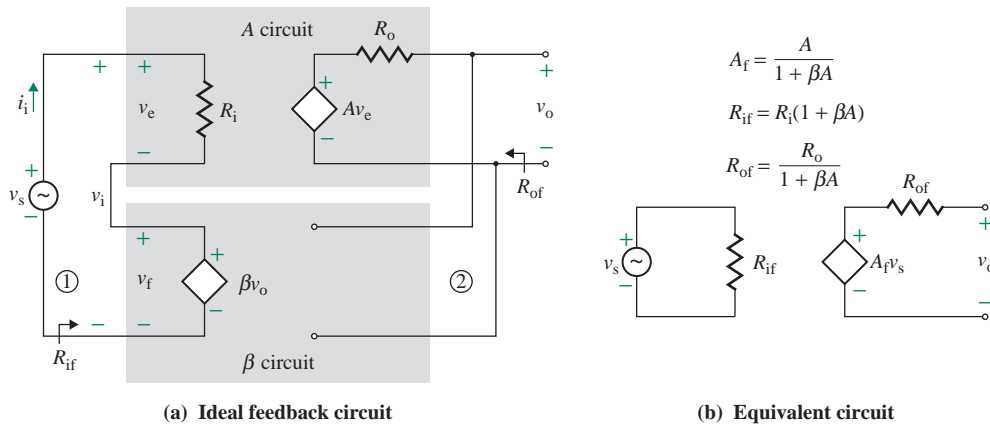 A circuit
R_o
+
+
+
+
+
i_i
v_e
R_i
Av_e
v_o
−
−
−
+
R_of
v_s
~
v_i
−
+
+
1
v_f
βv_o
2
−
−
−
R_if
β circuit
(a) Ideal feedback circuit
A_f = A / (1 + βA)
R_if = R_i(1 + βA)
R_of = R_o / (1 + βA)
R_of
+
+
+
v_s
~
R_if
A_f v_s
v_o
−
−
−
(b) Equivalent circuit